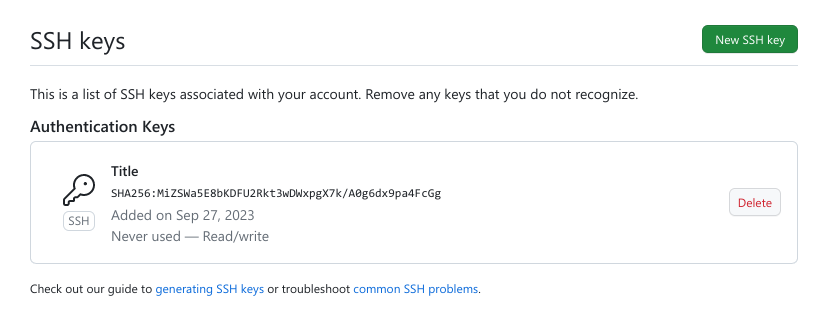 SSH keys
New SSH key
This is a list of SSH keys associated with your account. Remove any keys that you do not recognize.
Authentication Keys
Title
SHA256:MiZSWa5E8bKDFU2Rkt3wDWxpgX7k/A0g6dx9pa4FcGg
SSH
Added on Sep 27, 2023
Never used — Read/write
Delete
Check out our guide to generating SSH keys or troubleshoot common SSH problems.